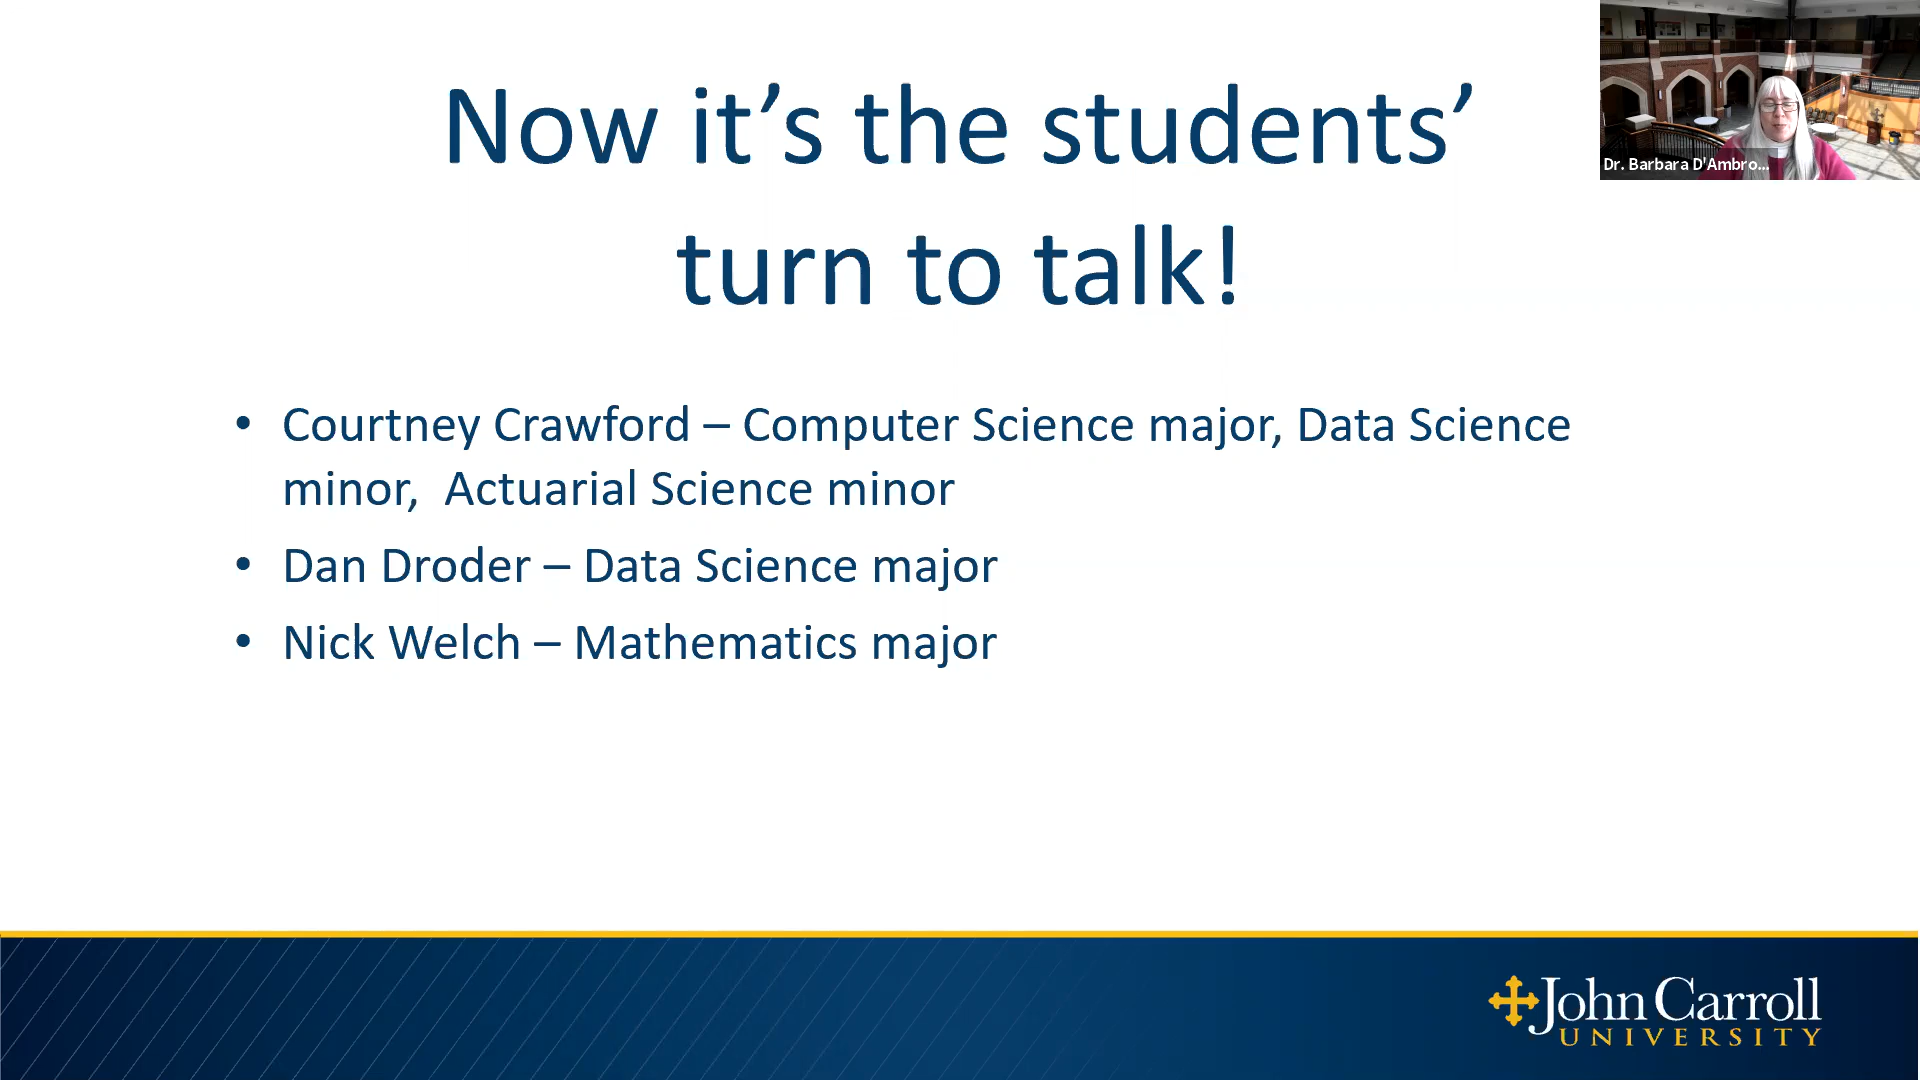 Now it’s the students’
turn to talk!
Dr. Barbara D'Ambro...
• Courtney Crawford – Computer Science major, Data Science
minor,  Actuarial Science minor
• Dan Droder – Data Science major
• Nick Welch – Mathematics major
John Carroll
UNIVERSITY